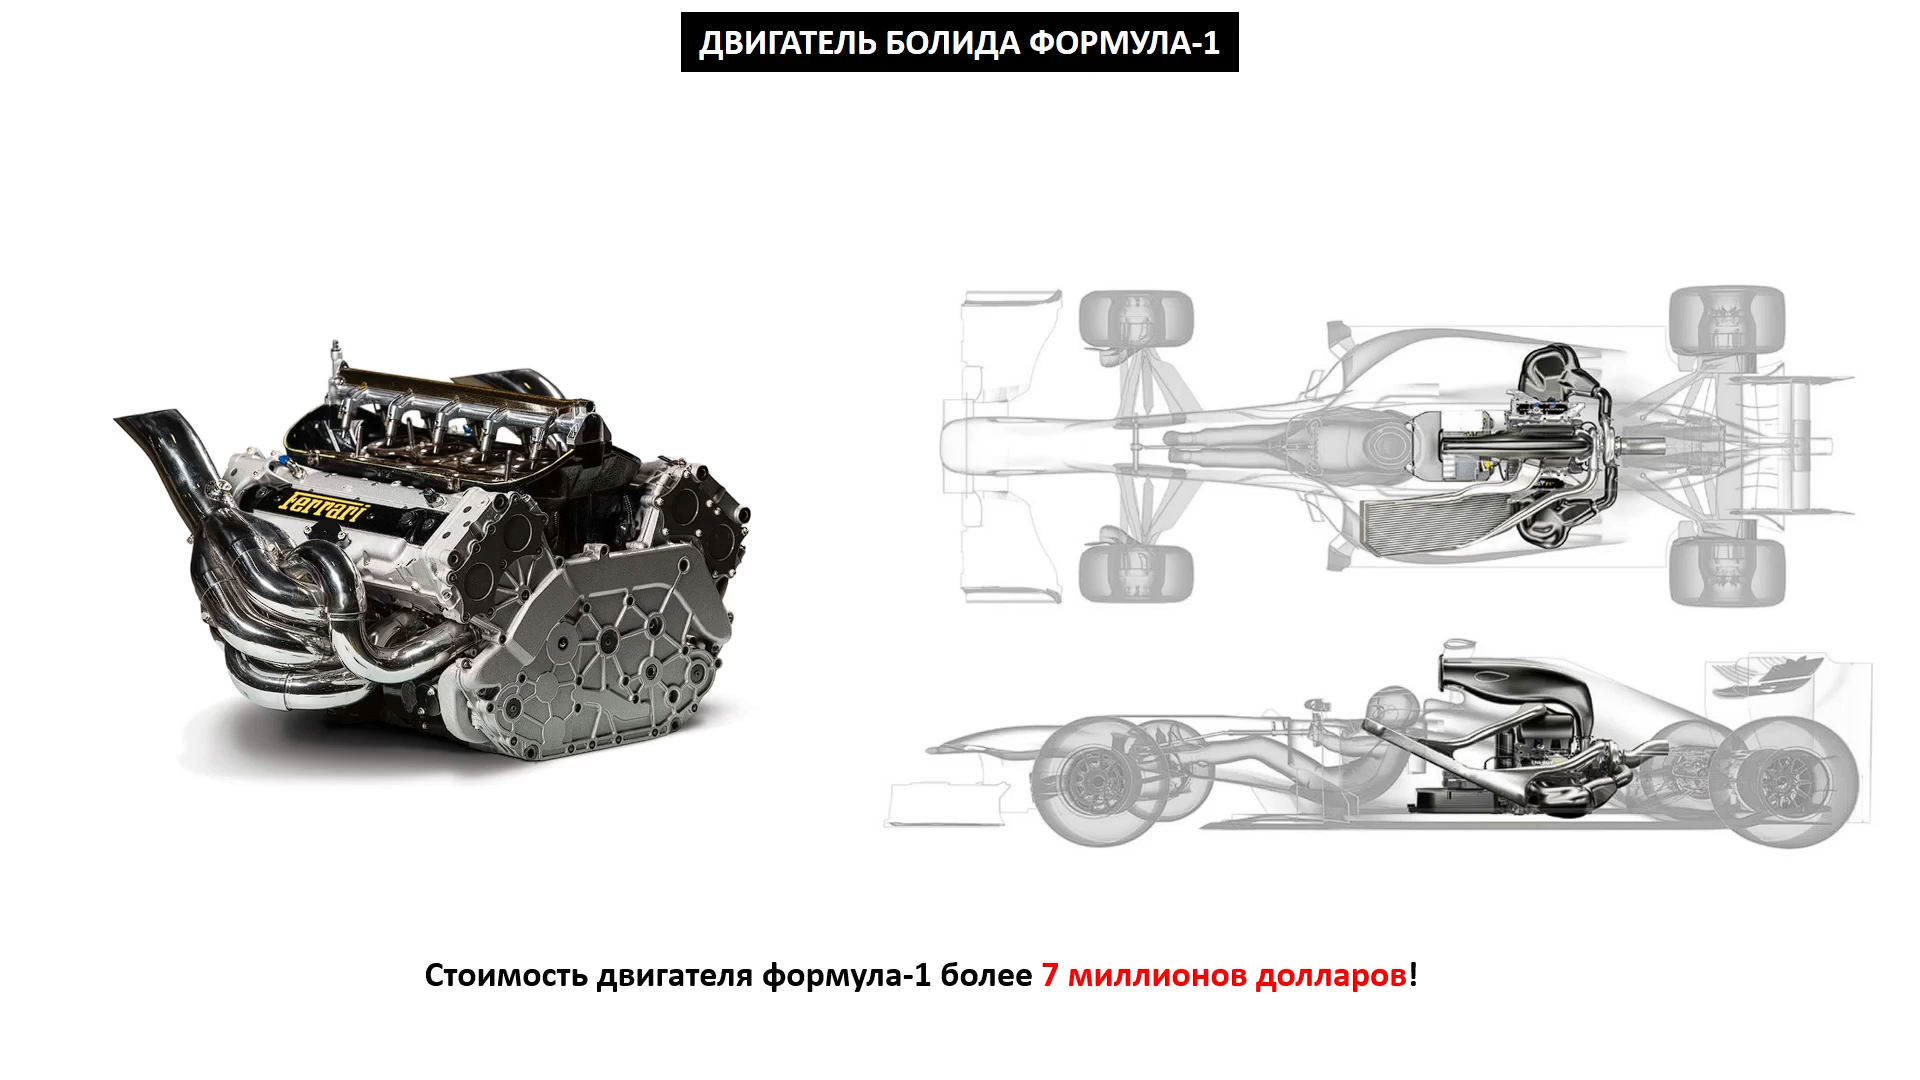 ДВИГАТЕЛЬ БОЛИДА ФОРМУЛА-1
Ferrari
Стоимость двигателя формула-1 более 7 миллионов долларов!